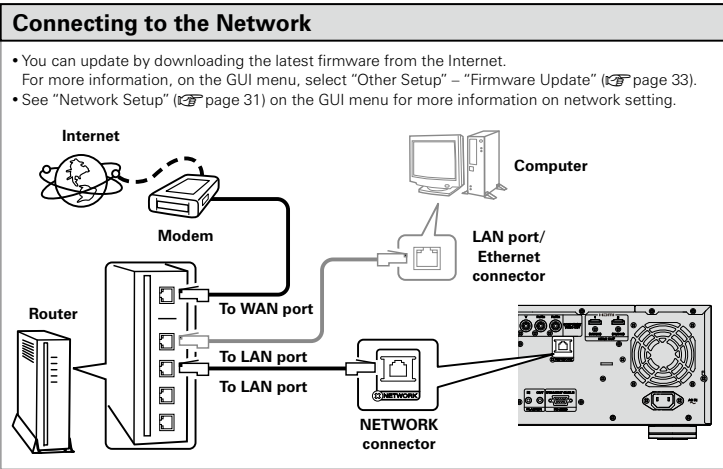 Connecting to the Network
• You can update by downloading the latest firmware from the Internet.
For more information, on the GUI menu, select “Other Setup” – “Firmware Update” (☞ page 33).
• See “Network Setup” (☞ page 31) on the GUI menu for more information on network setting.
Internet
Computer
Modem
LAN port/
Ethernet
connector
Router
To WAN port
To LAN port
To LAN port
NETWORK
NETWORK
connector
HDMI